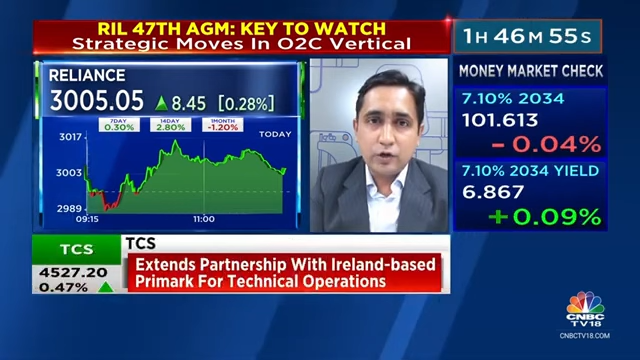 RIL 47TH AGM: KEY TO WATCH
Strategic Moves In O2C Vertical
1H 46M 55S
RELIANCE
3005.05 ▲ 8.45 [0.28%]
7DAY 14DAY 1MONTH
0.30% 2.80% -1.20%
TODAY
3017
3003
2989
09:15 11:00
MONEY MARKET CHECK
7.10% 2034
101.613
- 0.04%
7.10% 2034 YIELD
6.867
+0.09%
TCS
4527.20
0.47% ▲
TCS
Extends Partnership With Ireland-based
Primark For Technical Operations
CNBC
TV18
CNBCTV18.COM